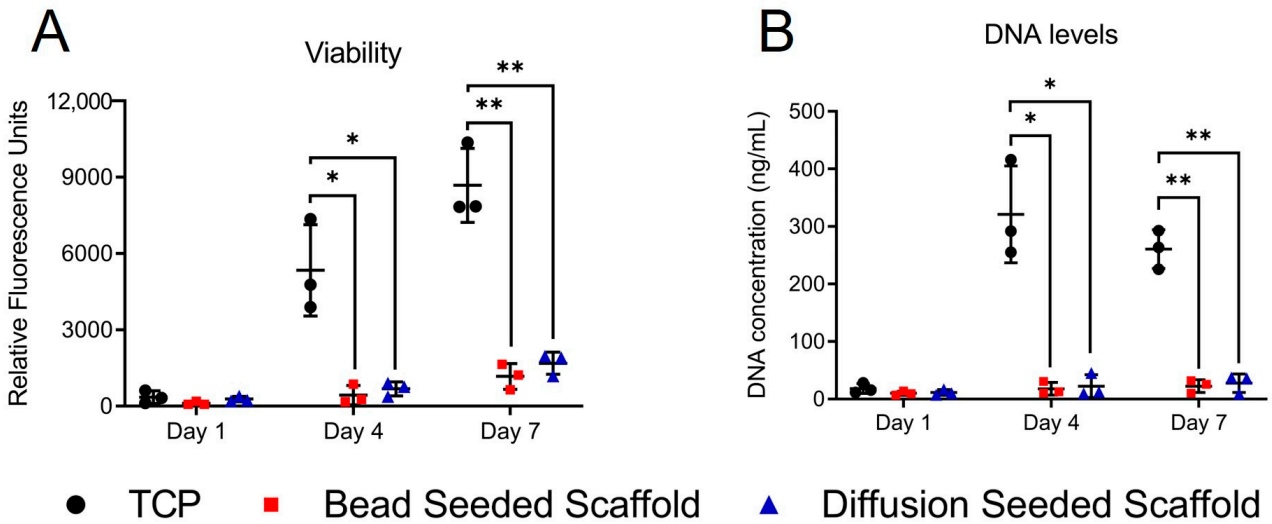 A
Viability
Relative Fluorescence Units
12,000
9000
6000
3000
0
*
*
**
**
Day 1
Day 4
Day 7
B
DNA levels
DNA concentration (ng/mL)
500
400
300
200
100
0
*
*
**
**
Day 1
Day 4
Day 7
TCP
Bead Seeded Scaffold
Diffusion Seeded Scaffold